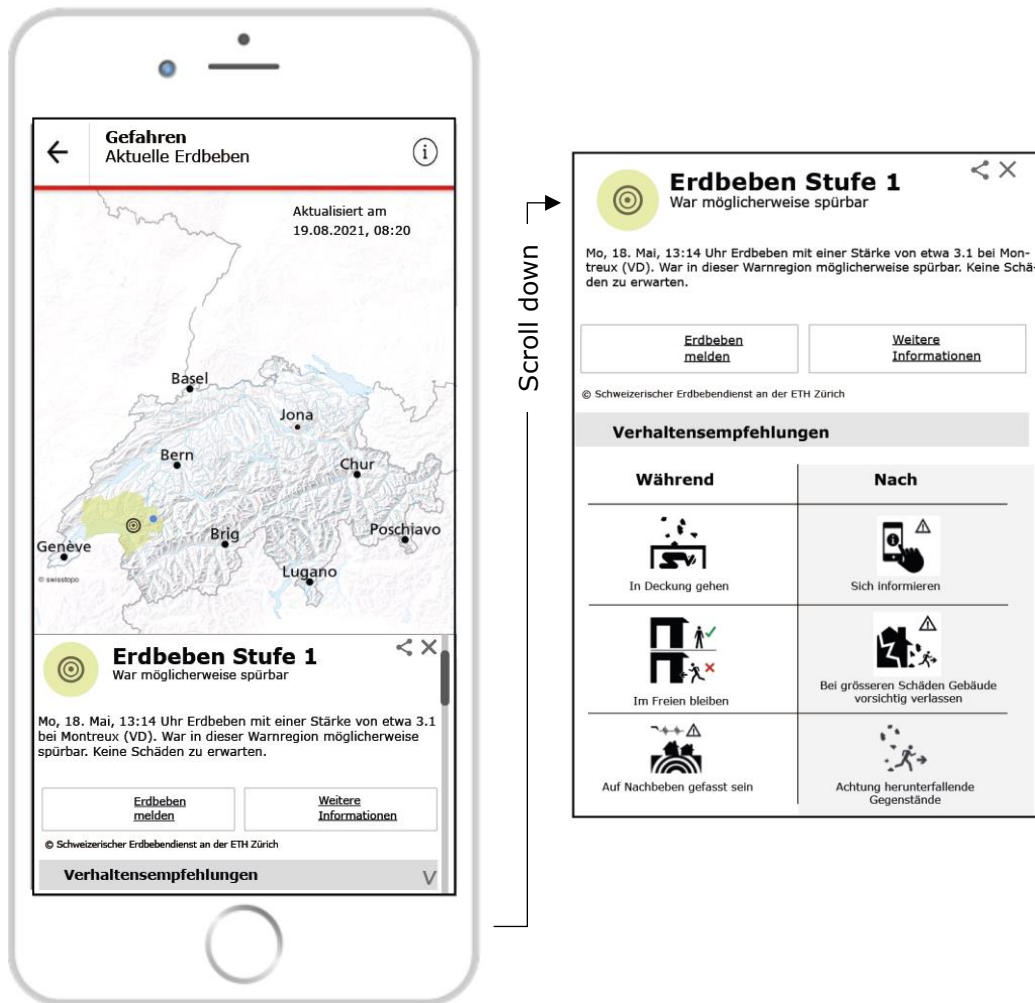 Gefahren
Aktuelle Erdbeben
i
Aktualisiert am
19.08.2021, 08:20
Basel
Jona
Bern
Chur
Brig
Poschiavo
Genève
Lugano
© swisstopo
Erdbeben Stufe 1
War möglicherweise spürbar
Mo, 18. Mai, 13:14 Uhr Erdbeben mit einer Stärke von etwa 3.1
bei Montreux (VD). War in dieser Warnregion möglicherweise
spürbar. Keine Schäden zu erwarten.
Erdbeben
melden
Weitere
Informationen
© Schweizerischer Erdbebendienst an der ETH Zürich
Verhaltensempfehlungen
Scroll down
Erdbeben Stufe 1
War möglicherweise spürbar
Mo, 18. Mai, 13:14 Uhr Erdbeben mit einer Stärke von etwa 3.1 bei Mon-
treux (VD). War in dieser Warnregion möglicherweise spürbar. Keine Schä-
den zu erwarten.
Erdbeben
melden
Weitere
Informationen
© Schweizerischer Erdbebendienst an der ETH Zürich
Verhaltensempfehlungen
Während
Nach
In Deckung gehen
Sich informieren
Im Freien bleiben
Bei grösseren Schäden Gebäude
vorsichtig verlassen
Auf Nachbeben gefasst sein
Achtung herunterfallende
Gegenstände